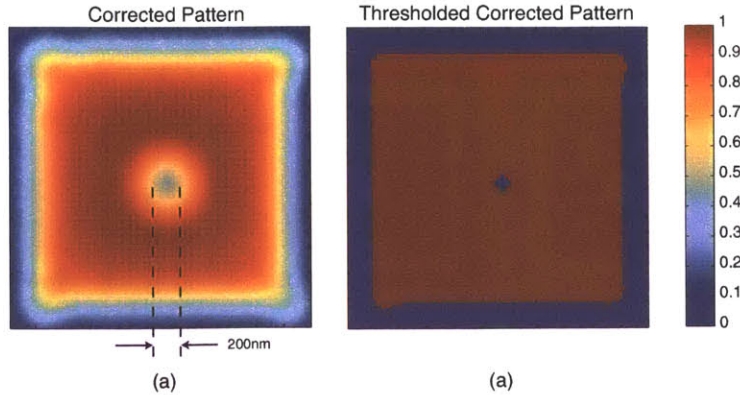 Corrected Pattern
Thresholded Corrected Pattern
1
0.9
0.8
0.7
0.6
0.5
0.4
0.3
0.2
0.1
0
200nm
(a)
(a)